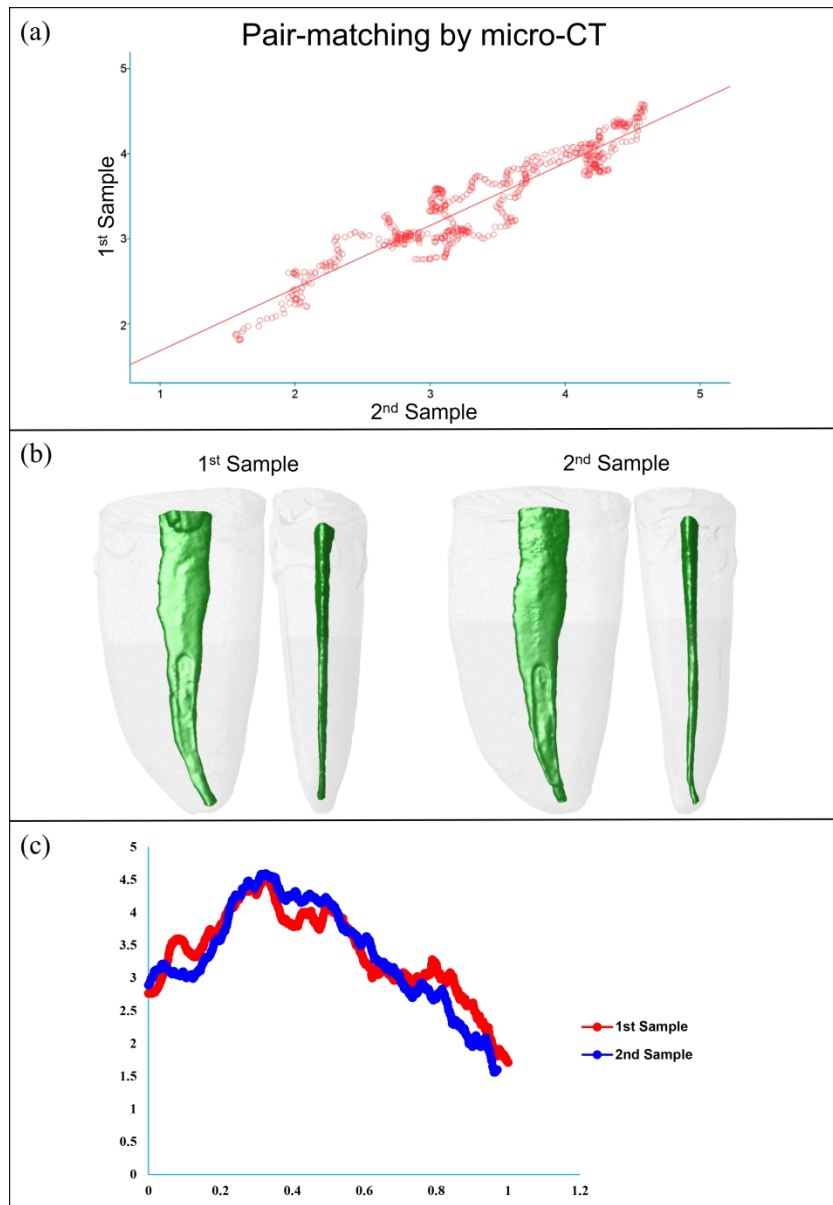 (a)
Pair-matching by micro-CT
5
4
3
2
1st Sample
1 2 3 4 5
2nd Sample
(b)
1st Sample 2nd Sample
(c)
5
4.5
4
3.5
3
2.5
2
1.5
1
0.5
0
0 0.2 0.4 0.6 0.8 1 1.2
1st Sample
2nd Sample